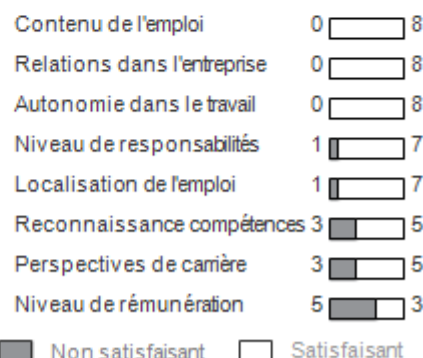 Contenu de l'emploi 0 8
Relations dans l'entreprise 0 8
Autonomie dans le travail 0 8
Niveau de responsabilités 1 7
Localisation de l'emploi 1 7
Reconnaissance compétences 3 5
Perspectives de carrière 3 5
Niveau de rémunération 5 3
Non satisfaisant Satisfaisant